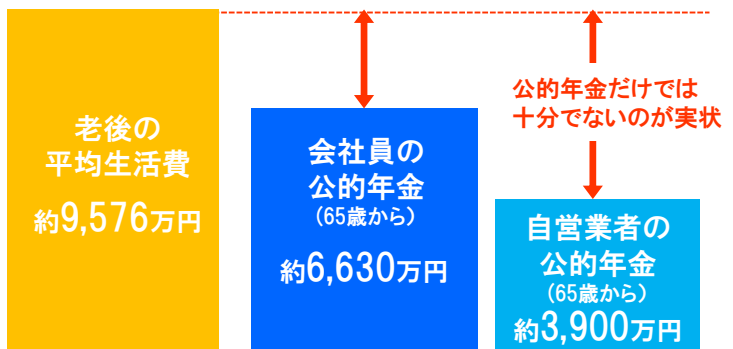 老後の
平均生活費
約9,576万円
会社員の
公的年金
(65歳から)
約6,630万円
公的年金だけでは
十分でないのが実状
自営業者の
公的年金
(65歳から)
約3,900万円